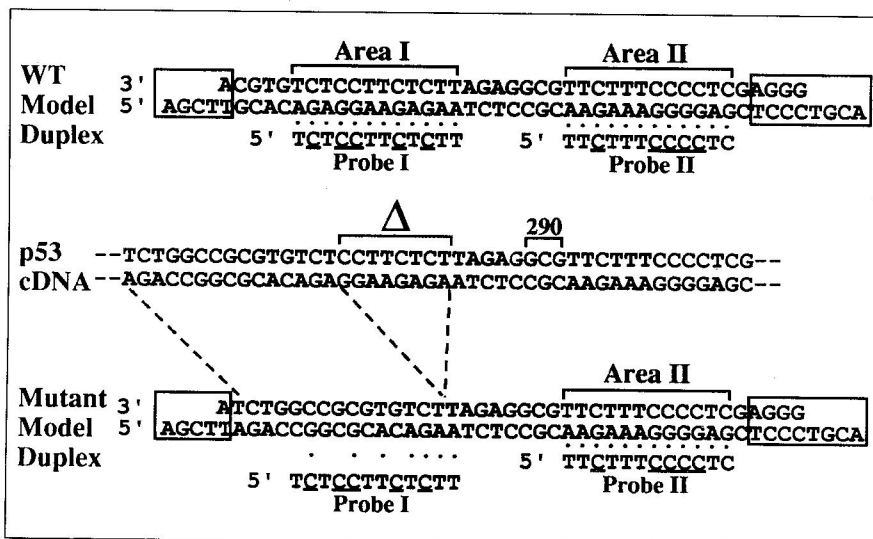 Area I Area II
WT 3' ACGTGTCTCCTTCTCTTAGAGGCGTTCTTTCCCCTCGAGGG
Model 5' AGCTTGCACAGAGGAAGAGAATCTCCGCAAGAAAGGGGAGCTCCCTGCA
Duplex 5' TCTCCTTCTCTT 5' TTCTTTCCCCTC
Probe I Probe II
Δ 290
p53 --TCTGGCCGCGTGTCTCCTTCTCTTAGAGGCGTTCTTTCCCCTCG--
cDNA --AGACCGGCGCACAGAGGAAGAGAATCTCCGCAAGAAAGGGGAGC--
Area II
Mutant 3' ATCTGGCCGCGTGTCTTAGAGGCGTTCTTTCCCCTCGAGGG
Model 5' AGCTTAGACCGGCGCACAGAATCTCCGCAAGAAAGGGGAGCTCCCTGCA
Duplex 5' TCTCCTTCTCTT 5' TTCTTTCCCCTC
Probe I Probe II